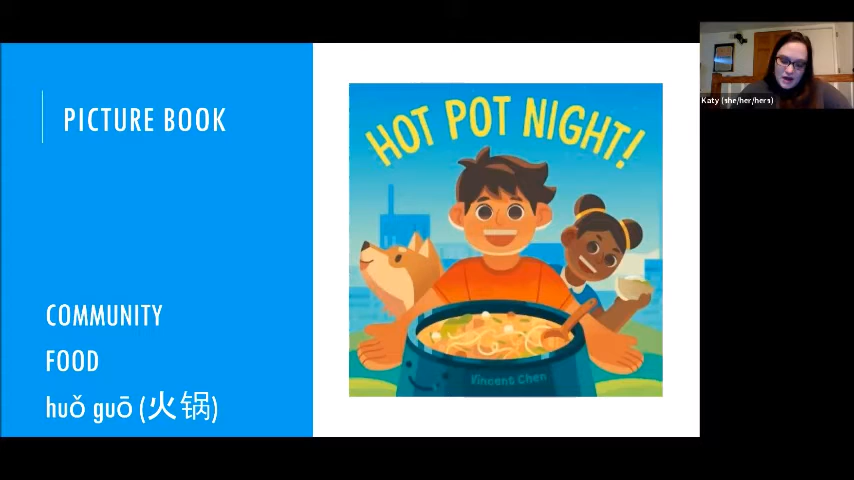 PICTURE BOOK
COMMUNITY
FOOD
huǒ guō (火锅)
HOT POT NIGHT!
Vincent Chen
Katy (she/her/hers)